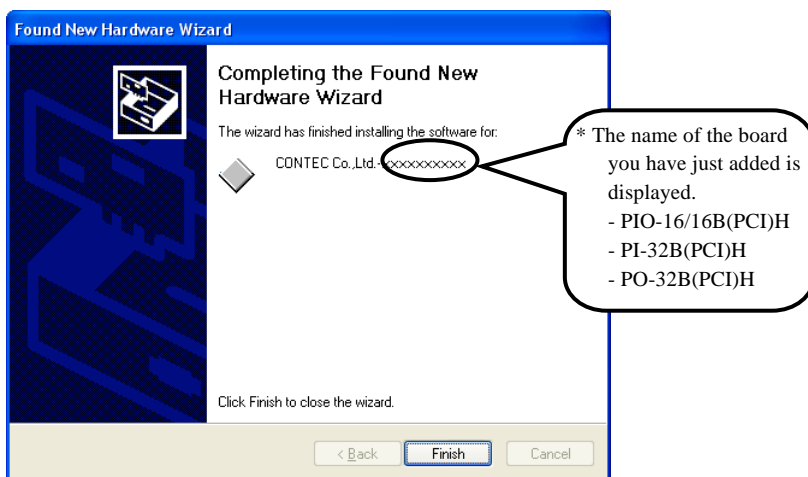 Found New Hardware Wizard
Completing the Found New
Hardware Wizard
The wizard has finished installing the software for:
CONTEC Co.,Ltd.-xxxxxxxxxx
* The name of the board
you have just added is
displayed.
- PIO-16/16B(PCI)H
- PI-32B(PCI)H
- PO-32B(PCI)H
Click Finish to close the wizard.
< Back
Finish
Cancel